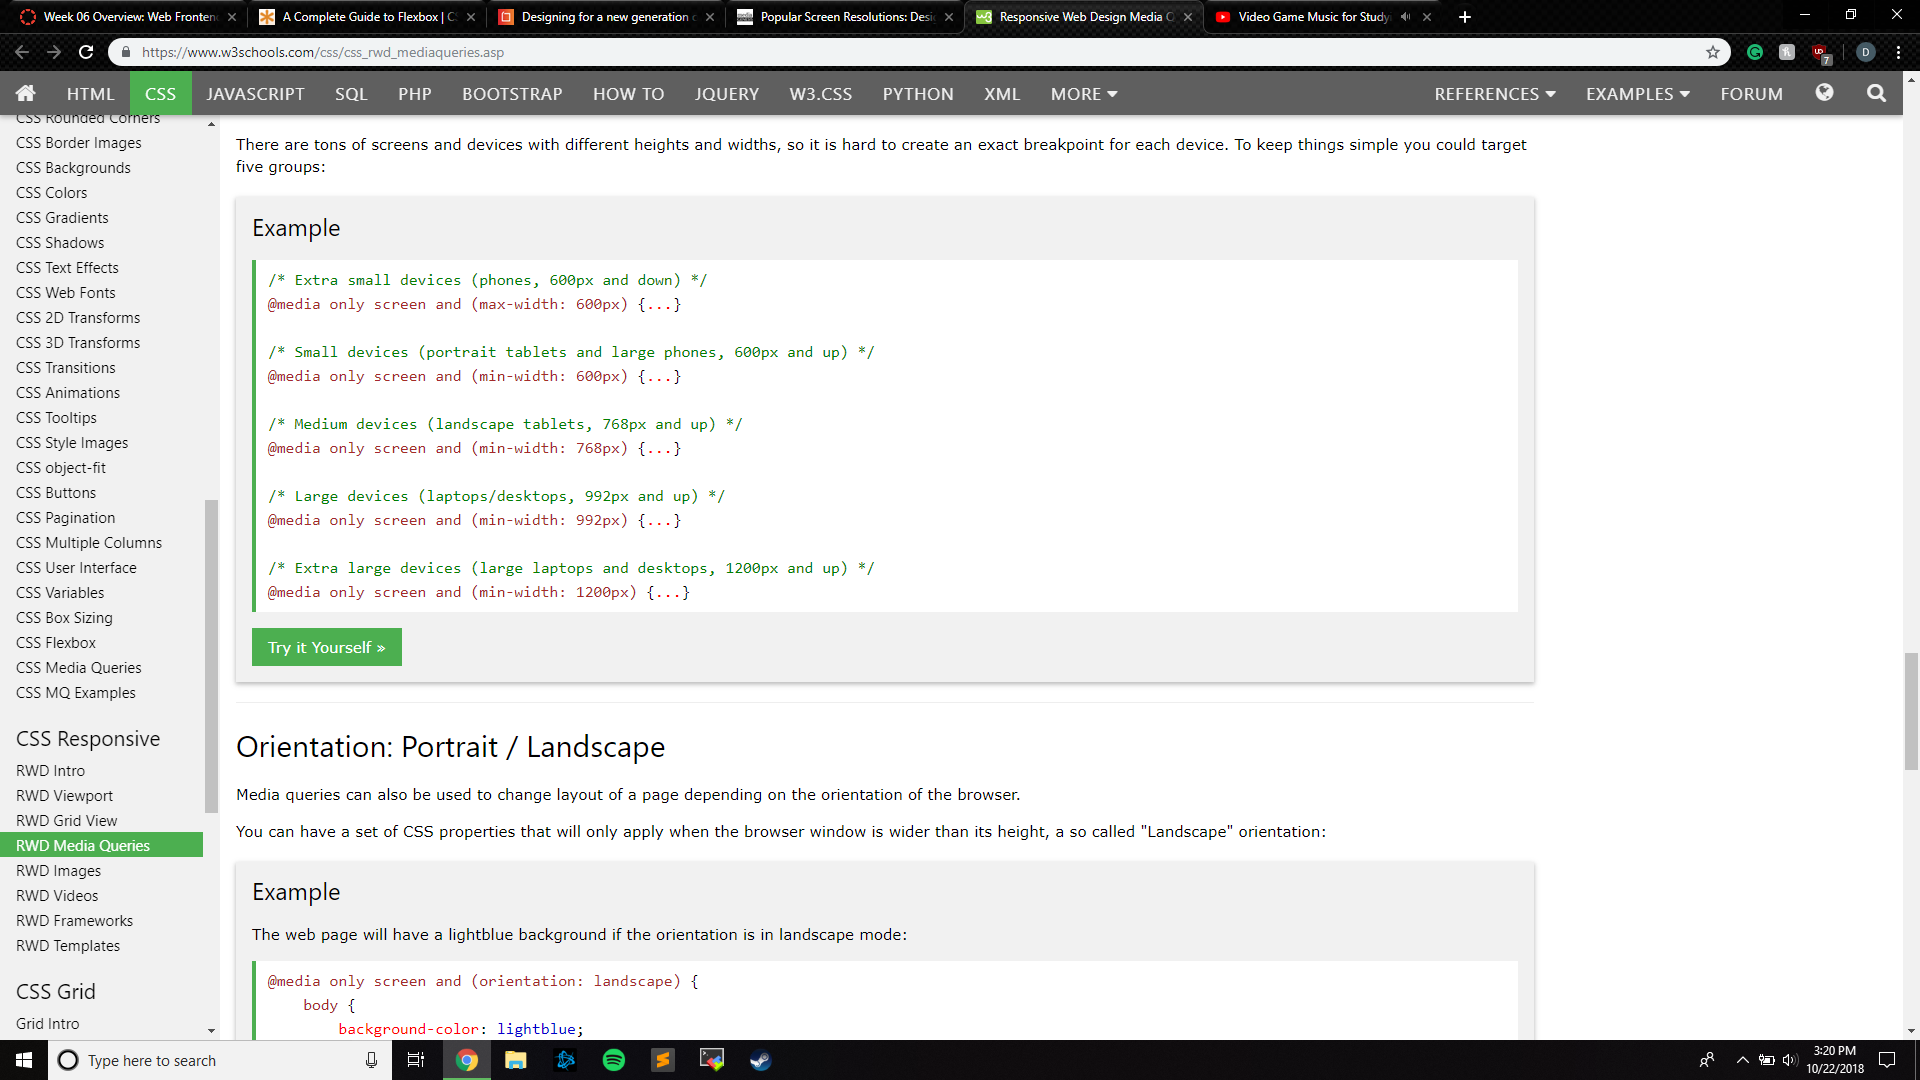 Week 06 Overview: Web Fronten
A Complete Guide to Flexbox | C
Designing for a new generation
Popular Screen Resolutions: Desi
Responsive Web Design Media
Video Game Music for Study
https://www.w3schools.com/css/css_rwd_mediaqueries.asp
7
D
HTML
CSS
JAVASCRIPT
SQL
PHP
BOOTSTRAP
HOW TO
JQUERY
W3.CSS
PYTHON
XML
MORE
REFERENCES
EXAMPLES
FORUM
CSS Rounded Corners
CSS Border Images
CSS Backgrounds
CSS Colors
CSS Gradients
CSS Shadows
CSS Text Effects
CSS Web Fonts
CSS 2D Transforms
CSS 3D Transforms
CSS Transitions
CSS Animations
CSS Tooltips
CSS Style Images
CSS object-fit
CSS Buttons
CSS Pagination
CSS Multiple Columns
CSS User Interface
CSS Variables
CSS Box Sizing
CSS Flexbox
CSS Media Queries
CSS MQ Examples
CSS Responsive
RWD Intro
RWD Viewport
RWD Grid View
RWD Media Queries
RWD Images
RWD Videos
RWD Frameworks
RWD Templates
CSS Grid
Grid Intro
There are tons of screens and devices with different heights and widths, so it is hard to create an exact breakpoint for each device. To keep things simple you could target
five groups:
Example
/* Extra small devices (phones, 600px and down) */
@media only screen and (max-width: 600px) {...}
/* Small devices (portrait tablets and large phones, 600px and up) */
@media only screen and (min-width: 600px) {...}
/* Medium devices (landscape tablets, 768px and up) */
@media only screen and (min-width: 768px) {...}
/* Large devices (laptops/desktops, 992px and up) */
@media only screen and (min-width: 992px) {...}
/* Extra large devices (large laptops and desktops, 1200px and up) */
@media only screen and (min-width: 1200px) {...}
Try it Yourself »
Orientation: Portrait / Landscape
Media queries can also be used to change layout of a page depending on the orientation of the browser.
You can have a set of CSS properties that will only apply when the browser window is wider than its height, a so called "Landscape" orientation:
Example
The web page will have a lightblue background if the orientation is in landscape mode:
@media only screen and (orientation: landscape) {
body {
background-color: lightblue;
Type here to search
3:20 PM
10/22/2018